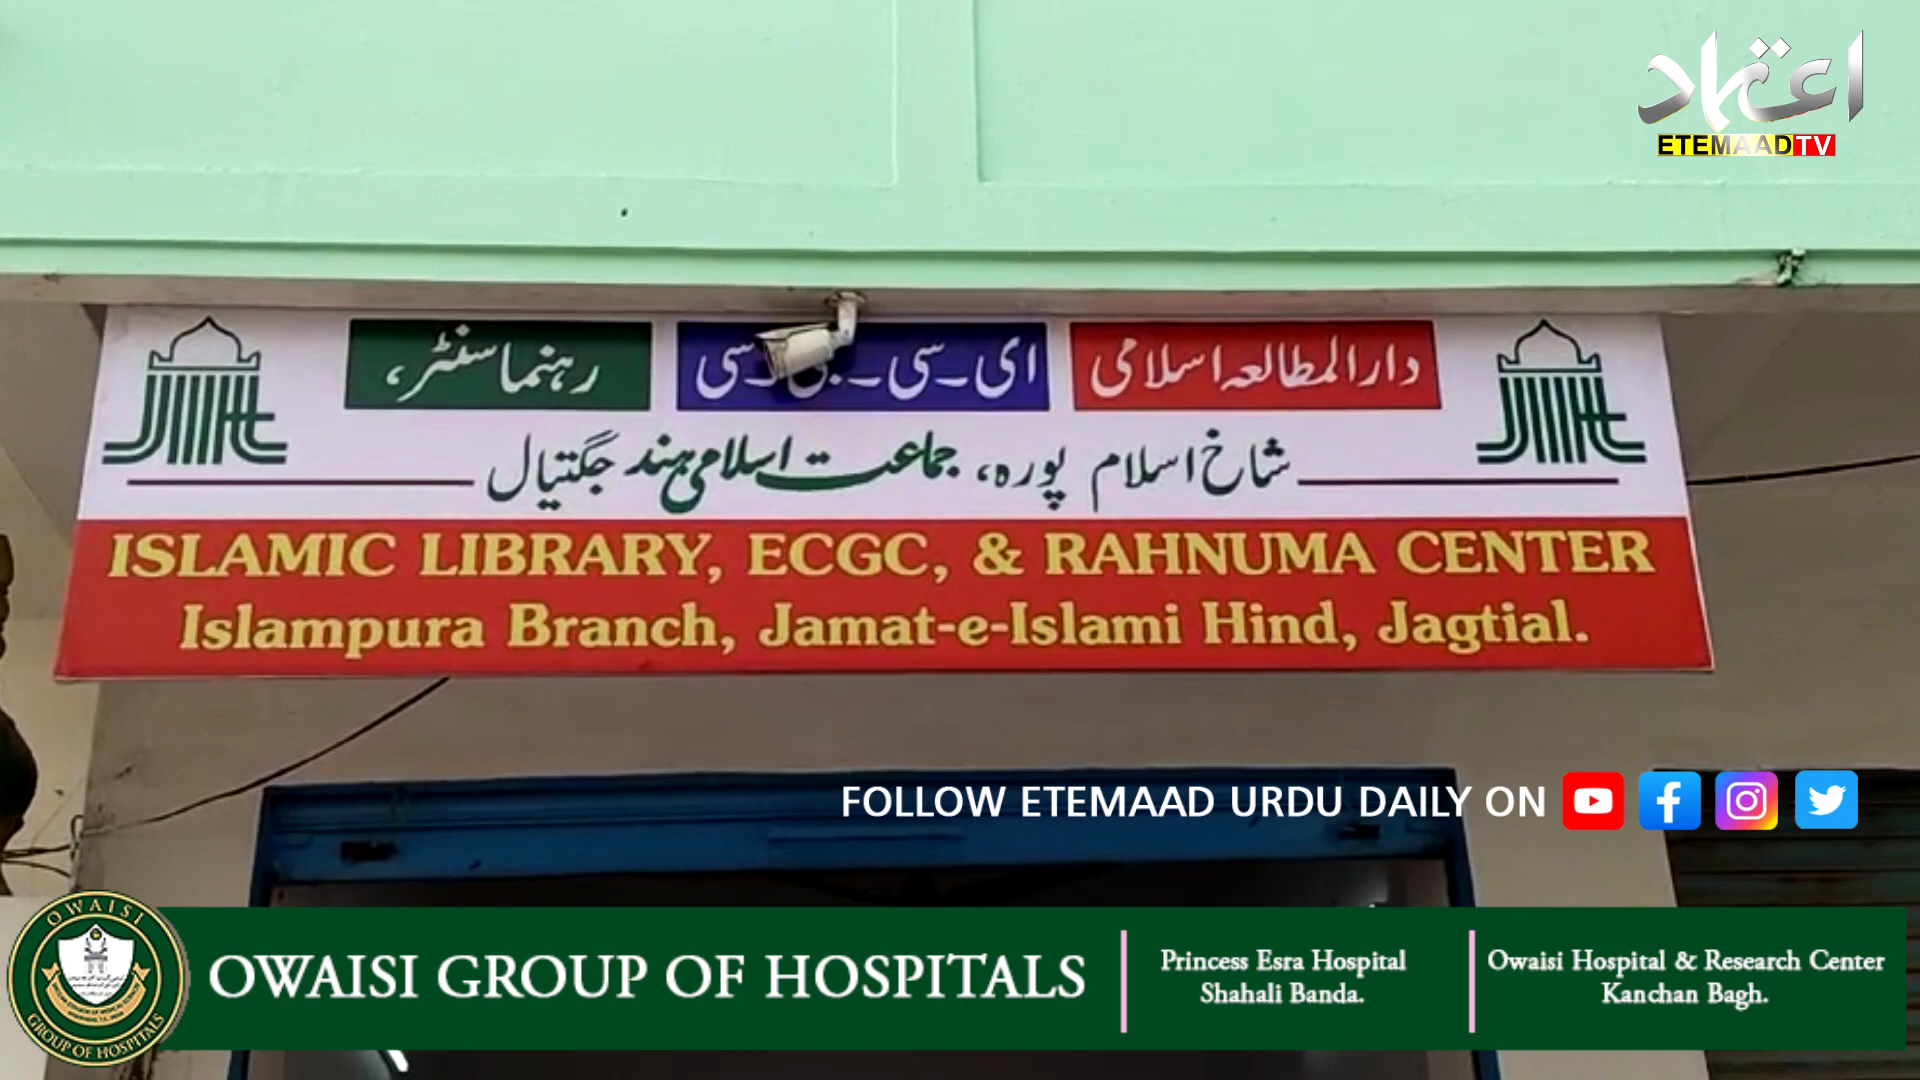 اعتماد
ETEMAADTV
دارالمطالعہ اسلامی
ای-سی-جی-سی
رہنما سنٹر،
شاخ اسلام پورہ، جماعت اسلامی ہند جگتیال
ISLAMIC LIBRARY, ECGC, & RAHNUMA CENTER
Islampura Branch, Jamat-e-Islami Hind, Jagtial.
FOLLOW ETEMAAD URDU DAILY ON
OWAISI
GROUP OF HOSPITALS
OWAISI GROUP OF HOSPITALS
Princess Esra Hospital
Shahali Banda.
Owaisi Hospital & Research Center
Kanchan Bagh.